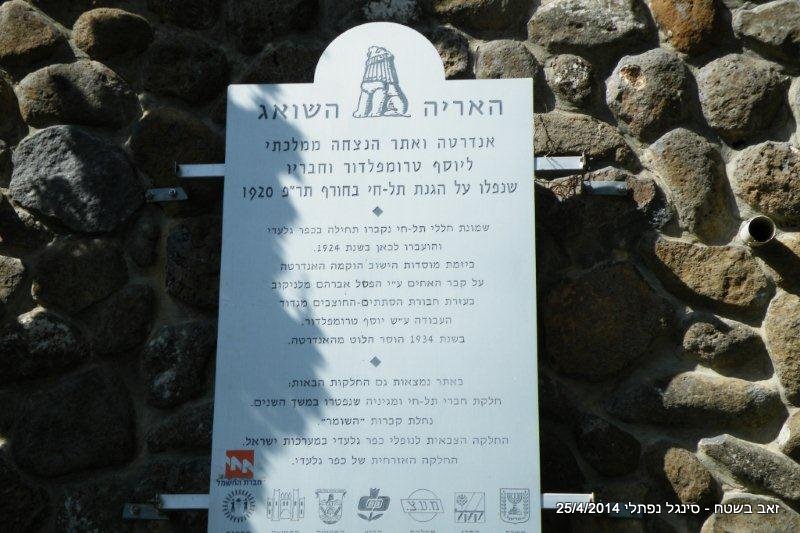 האריה השואג
אנדרטה ואתר הנצחה ממלכתי
ליוסף טרומפלדור וחבריו
שנפלו על הגנת תל-חי בחורף תר"פ 1920
שמונת חללי תל-חי נקברו תחילה בכפר גלעדי
והועברו לכאן בשנת 1924.
ביוזמת מוסדות הישוב הוקמה האנדרטה
על קבר האחים ע"י הפסל אברהם מלניקוב
בעזרת חבורת הסתתים-החוצבים מגדוד
העבודה ע"ש יוסף טרומפלדור.
בשנת 1934 הוסר הלוט מהאנדרטה.
באתר נמצאות גם החלקות הבאות:
חלקת חברי תל-חי ומגיניה שנפטרו במשך השנים.
נחלת קברות "השומר".
החלקה הצבאית לנופלי כפר גלעדי במערכות ישראל.
החלקה האזרחית של כפר גלעדי.
חברת החשמל
מעצ
25/4/2014 זאב בשטח - סינגל נפתלי